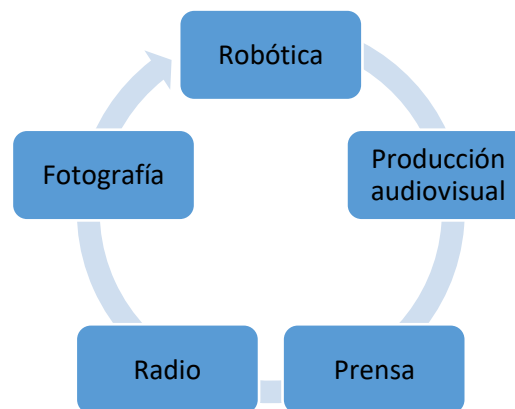 Robótica
Producción
audiovisual
Prensa
Radio
Fotografía